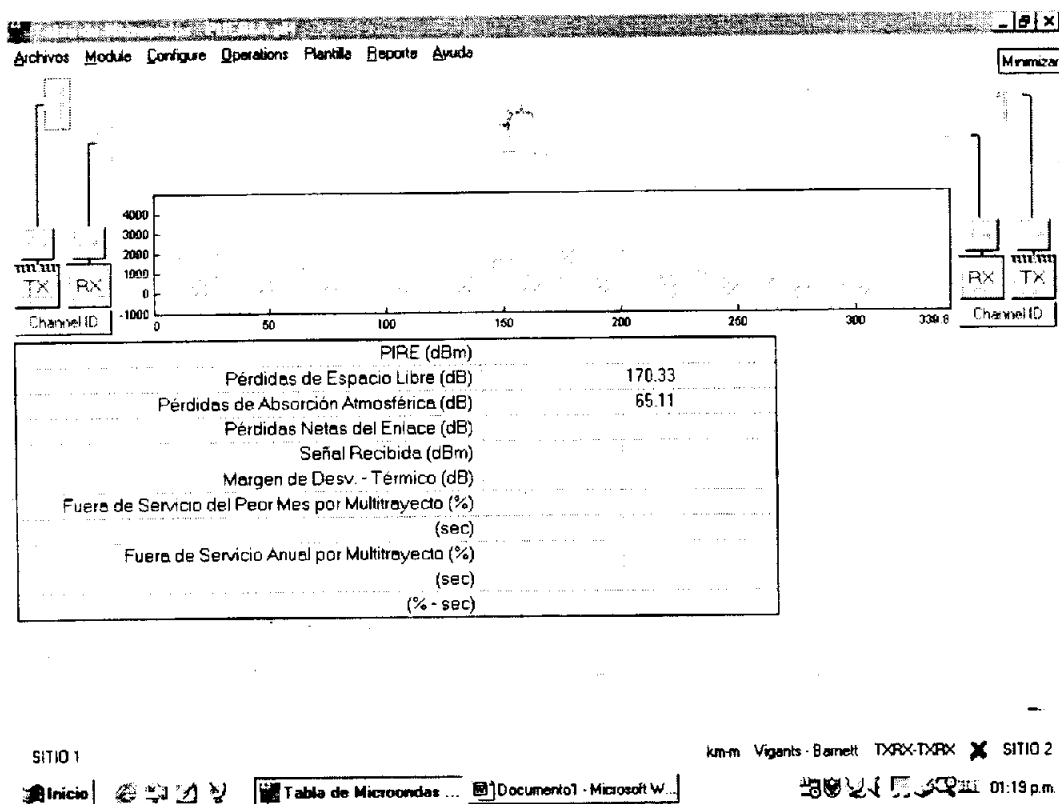 Archivos Module Configure Operations Plantilla Reporte Ayuda
Minimizar
4000
3000
2000
1000
0
-1000
0 50 100 150 200 250 300 339.8
TX RX
Channel ID
RX TX
Channel ID
PIRE (dBm)
Pérdidas de Espacio Libre (dB) 170.33
Pérdidas de Absorción Atmosférica (dB) 65.11
Pérdidas Netas del Enlace (dB)
Señal Recibida (dBm)
Margen de Desv. - Térmico (dB)
Fuera de Servicio del Peor Mes por Multitrayecto (%)
(sec)
Fuera de Servicio Anual por Multitrayecto (%)
(sec)
(% - sec)
SITIO 1
km-m Vigants - Barnett TXRX-TXRX SITIO 2
Inicio Tabla de Microondas ... Documento1 - Microsoft W... 01:19 p.m.